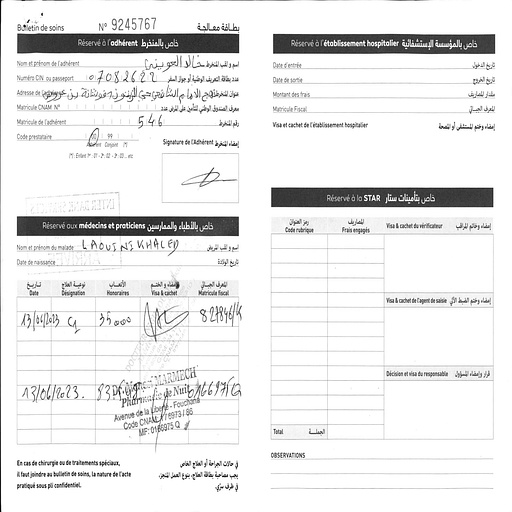 Bulletin de soins
N° 9245767
بطاقة معالجة
Réservé à l'adhérent خاص بالمنخرط
Nom et prénom de l'adhérent
اسم و لقب المنخرط
Numéro CIN ou passeport 07082622 عدد بطاقة التعريف الوطنية أو جواز السفر
Adresse de l'adhérent
عنوان المنخرط
Matricule CNAM N°
معرف الصندوق الوطني للتأمين على المرض عدد
Matricule de l'adhérent 546 رقم المنخرط
Code prestataire 00 99
Adhérent Conjoint (*)
(*) : Enfant N° : 01 - 2 - 02 - 3 - 03 ... etc
Signature de l'Adhérent إمضاء المنخرط
Réservé aux médecins et praticiens خاص بالأطباء والممارسين
Nom et prénom du malade LAOUINI KHALED اسم و لقب المريض
Date de naissance تاريخ الولادة
تاريخ نوعية العلاج الأتعاب الإمضاء و الختم المعرف الجبائي
Date Désignation Honoraires Visa & cachet Matricule fiscal
13/06/2023 C1 35000 827846/K
13/06/2023.
MARMECH
Pharmacie de Nuit
Avenue de la Liberté - Fouchana
Code CNAM: 1 / 6973 / 86
MF: 0166975 Q
En cas de chirurgie ou de traitements spéciaux,
il faut joindre au bulletin de soins, la nature de l'acte
pratiqué sous pli confidentiel.
في حالات الجراحة أو العلاج الخاص
يجب مصاحبة بطاقة العلاج، بنوع العمل المنجز،
في ظرف سري.
Réservé à l'établissement hospitalier خاص بالمؤسسة الإستشفائية
Date d'entrée تاريخ الدخول
Date de sortie تاريخ الخروج
Montant des frais مقدار المصاريف
Matricule Fiscal المعرف الجبائي
Visa et cachet de l'établissement hospitalier إمضاء وختم المستشفى أو المصحة
Réservé à la STAR خاص بتأمينات ستار
رمز العنوان المصاريف
Code rubrique Frais engagés
Visa & cachet du vérificateur إمضاء وخاتم المراقب
Visa & cachet de l'agent de saisie إمضاء وختم الضبط الآلي
Décision et visa du responsable قرار وإمضاء المسؤول
Total الجملة
OBSERVATIONS